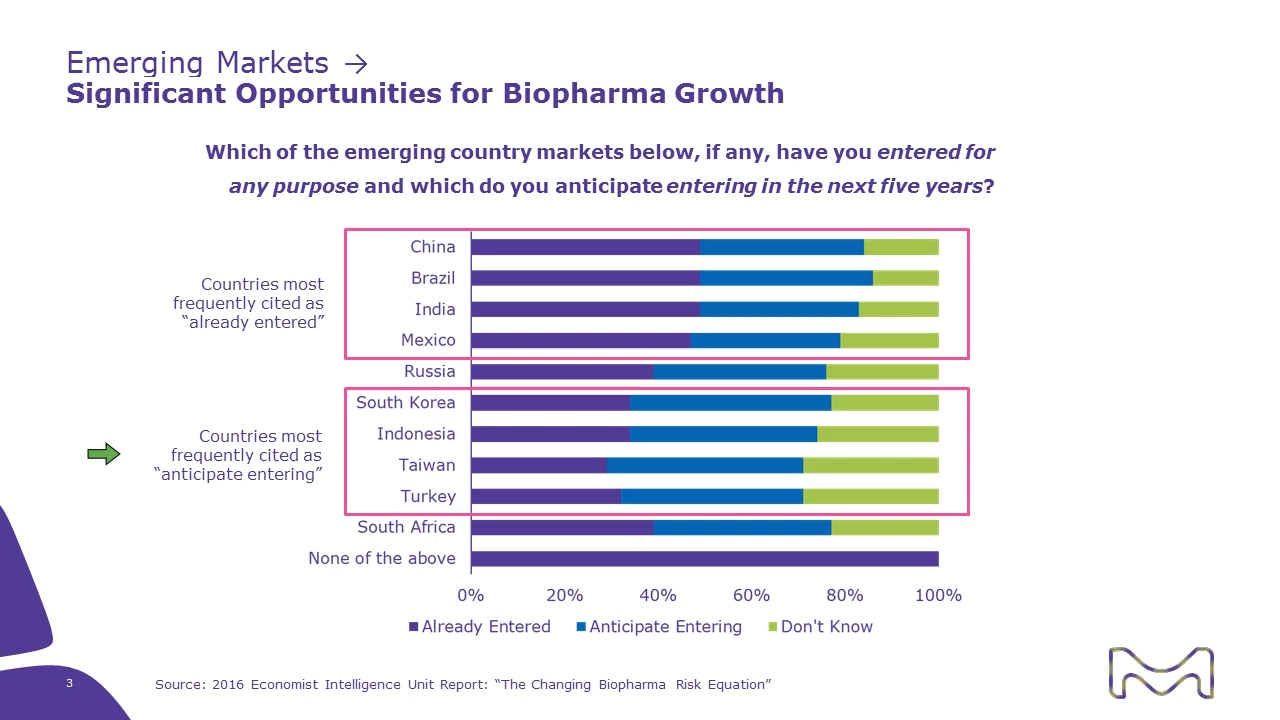 Emerging Markets →
Significant Opportunities for Biopharma Growth
Which of the emerging country markets below, if any, have you entered for
any purpose and which do you anticipate entering in the next five years?
Countries most
frequently cited as
“already entered”
China
Brazil
India
Mexico
Russia
Countries most
frequently cited as
“anticipate entering”
South Korea
Indonesia
Taiwan
Turkey
South Africa
None of the above
0% 20% 40% 60% 80% 100%
Already Entered Anticipate Entering Don't Know
3
Source: 2016 Economist Intelligence Unit Report: “The Changing Biopharma Risk Equation”